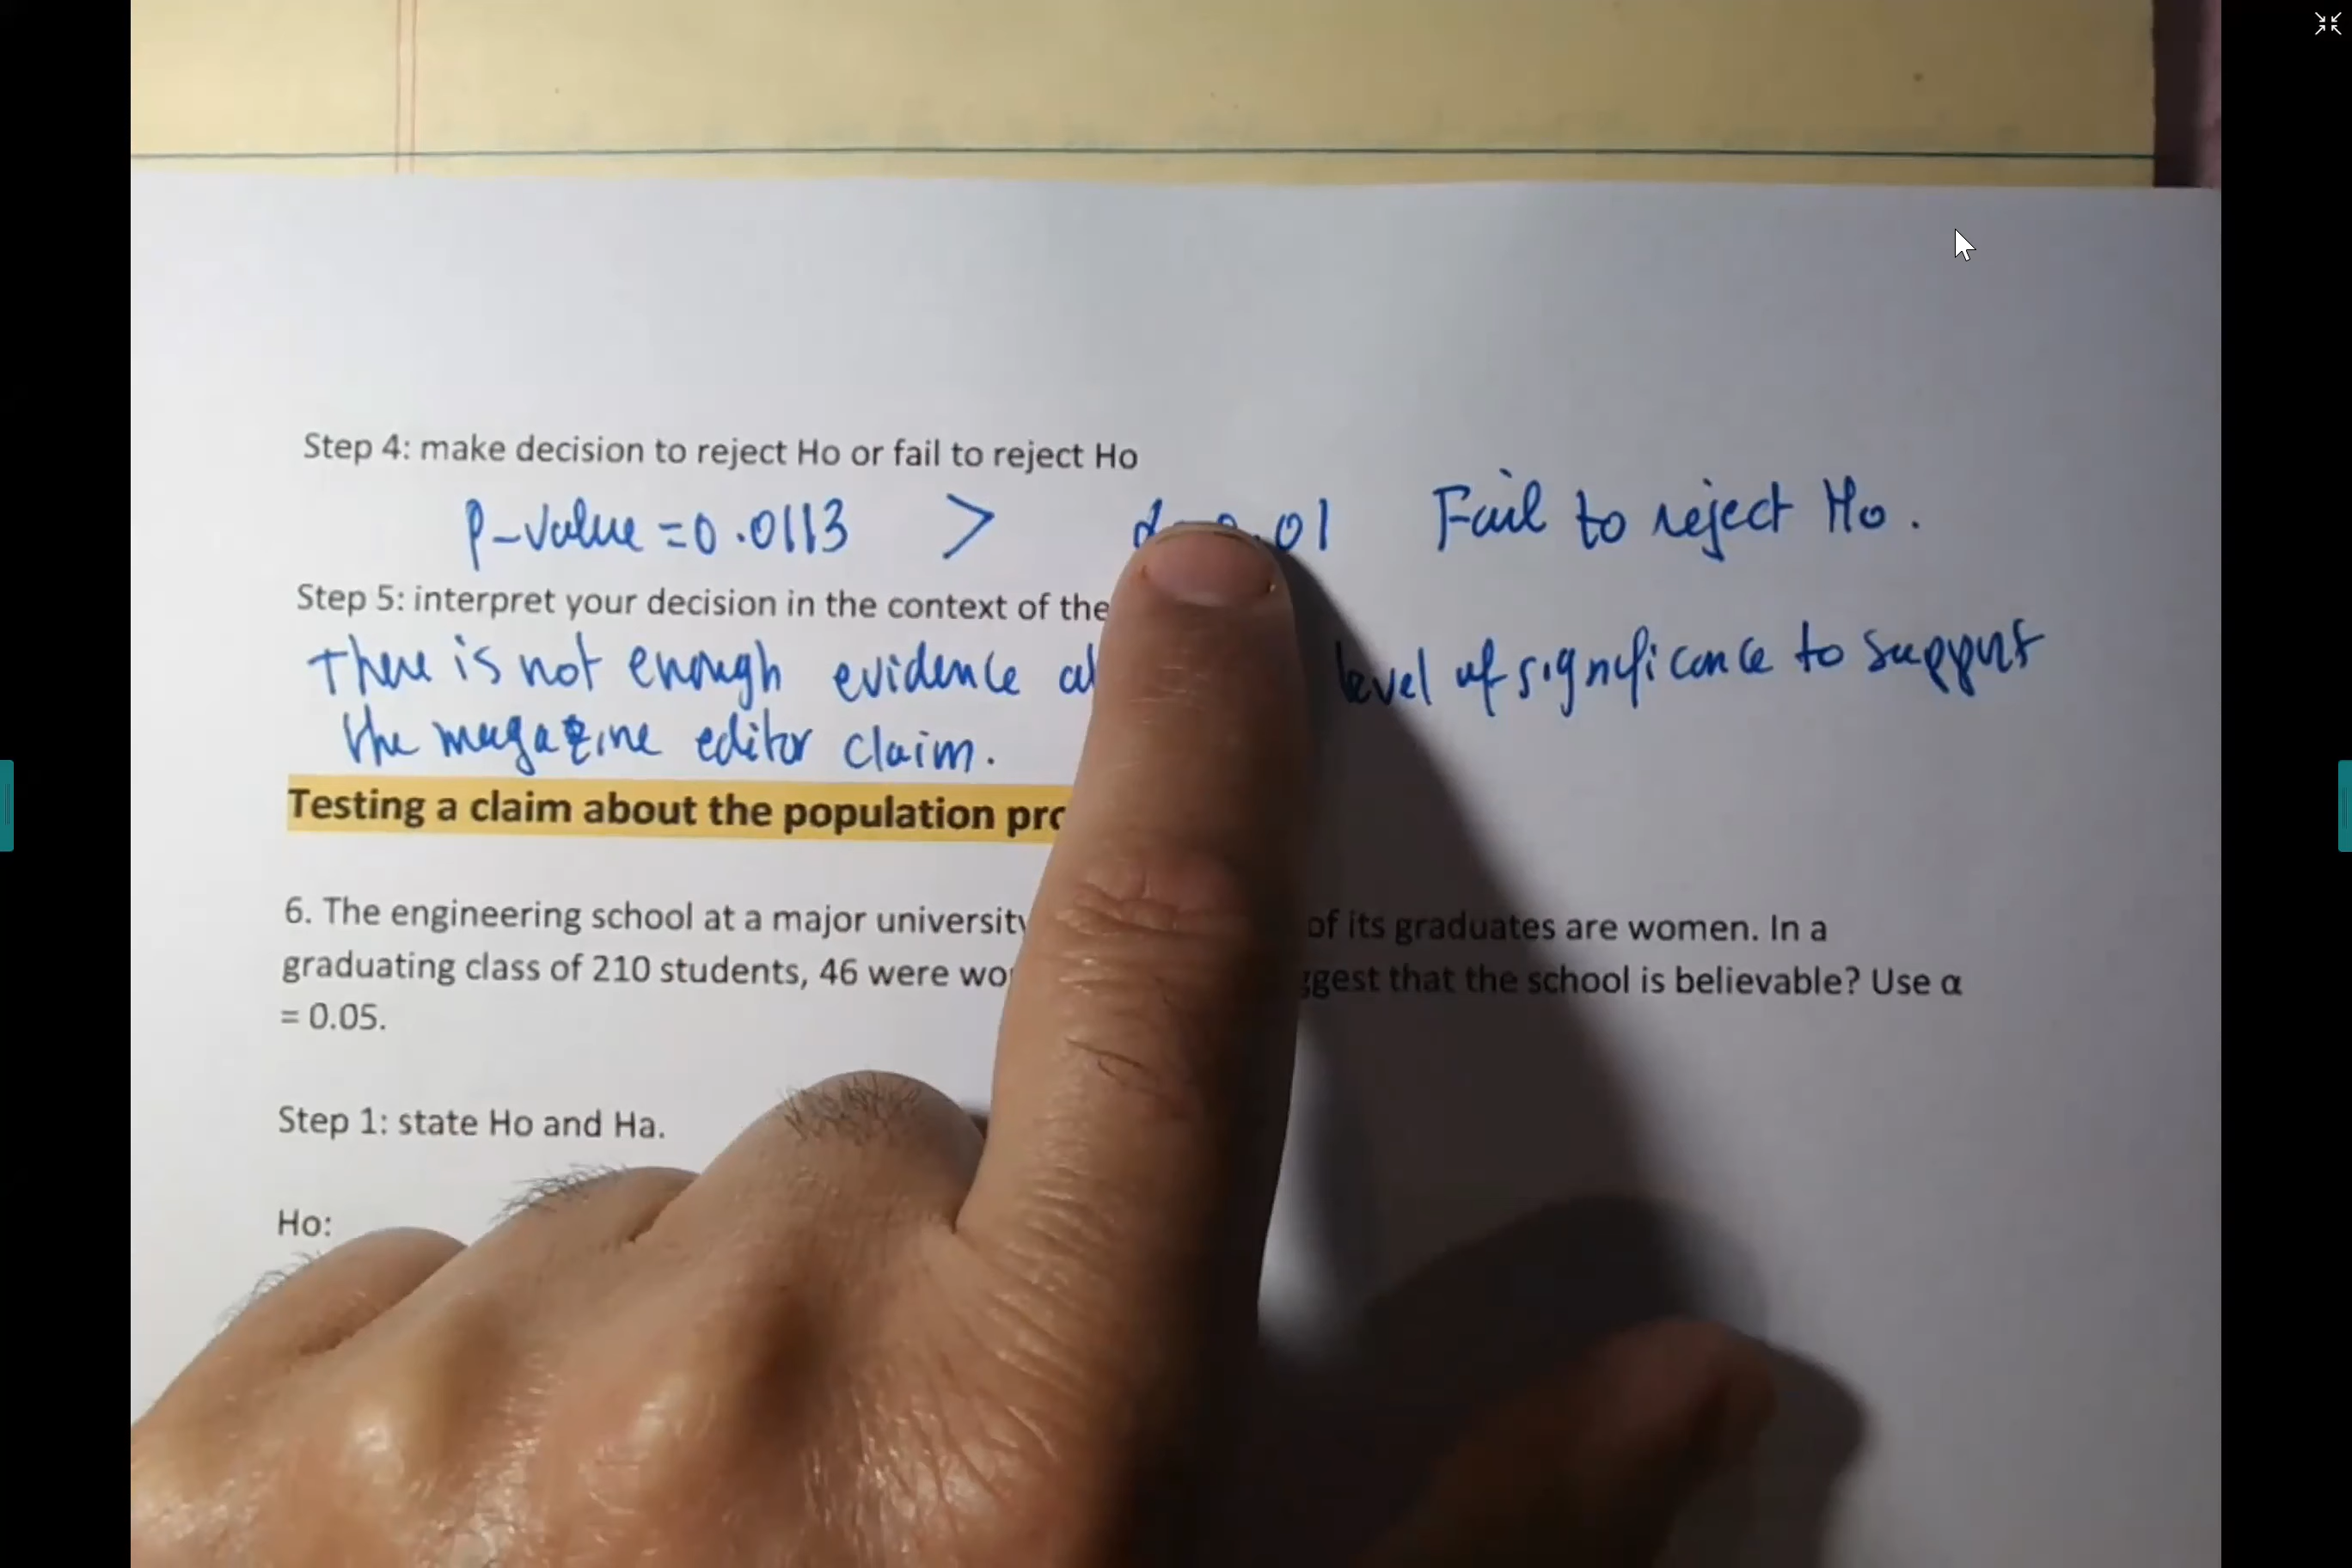 Step 4: make decision to reject Ho or fail to reject Ho
P-value = 0.0113 > α = 0.01 Fail to reject Ho.
Step 5: interpret your decision in the context of the
There is not enough evidence level of significance to support
the magazine editor claim.
Testing a claim about the population
6. The engineering school at a major university of its graduates are women. In a
graduating class of 210 students, 46 were that the school is believable? Use α
= 0.05.
Step 1: state Ho and Ha.
Ho: